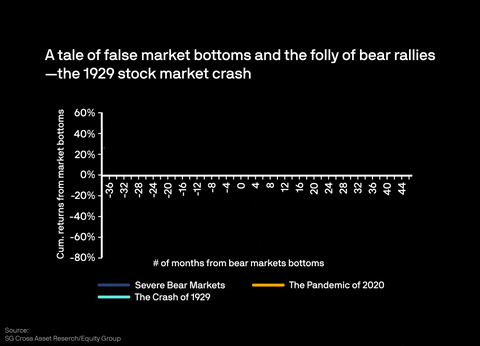 A tale of false market bottoms and the folly of bear rallies
—the 1929 stock market crash
Cum. returns from market bottoms
60%
40%
20%
0%
-20%
-40%
-60%
-80%
-36 -32 -28 -24 -20 -16 -12 -8 -4 0 4 8 12 16 20 24 28 32 36 40 44
# of months from bear markets bottoms
Severe Bear Markets
The Pandemic of 2020
The Crash of 1929
Source:
SG Cross Asset Reserch/Equity Group